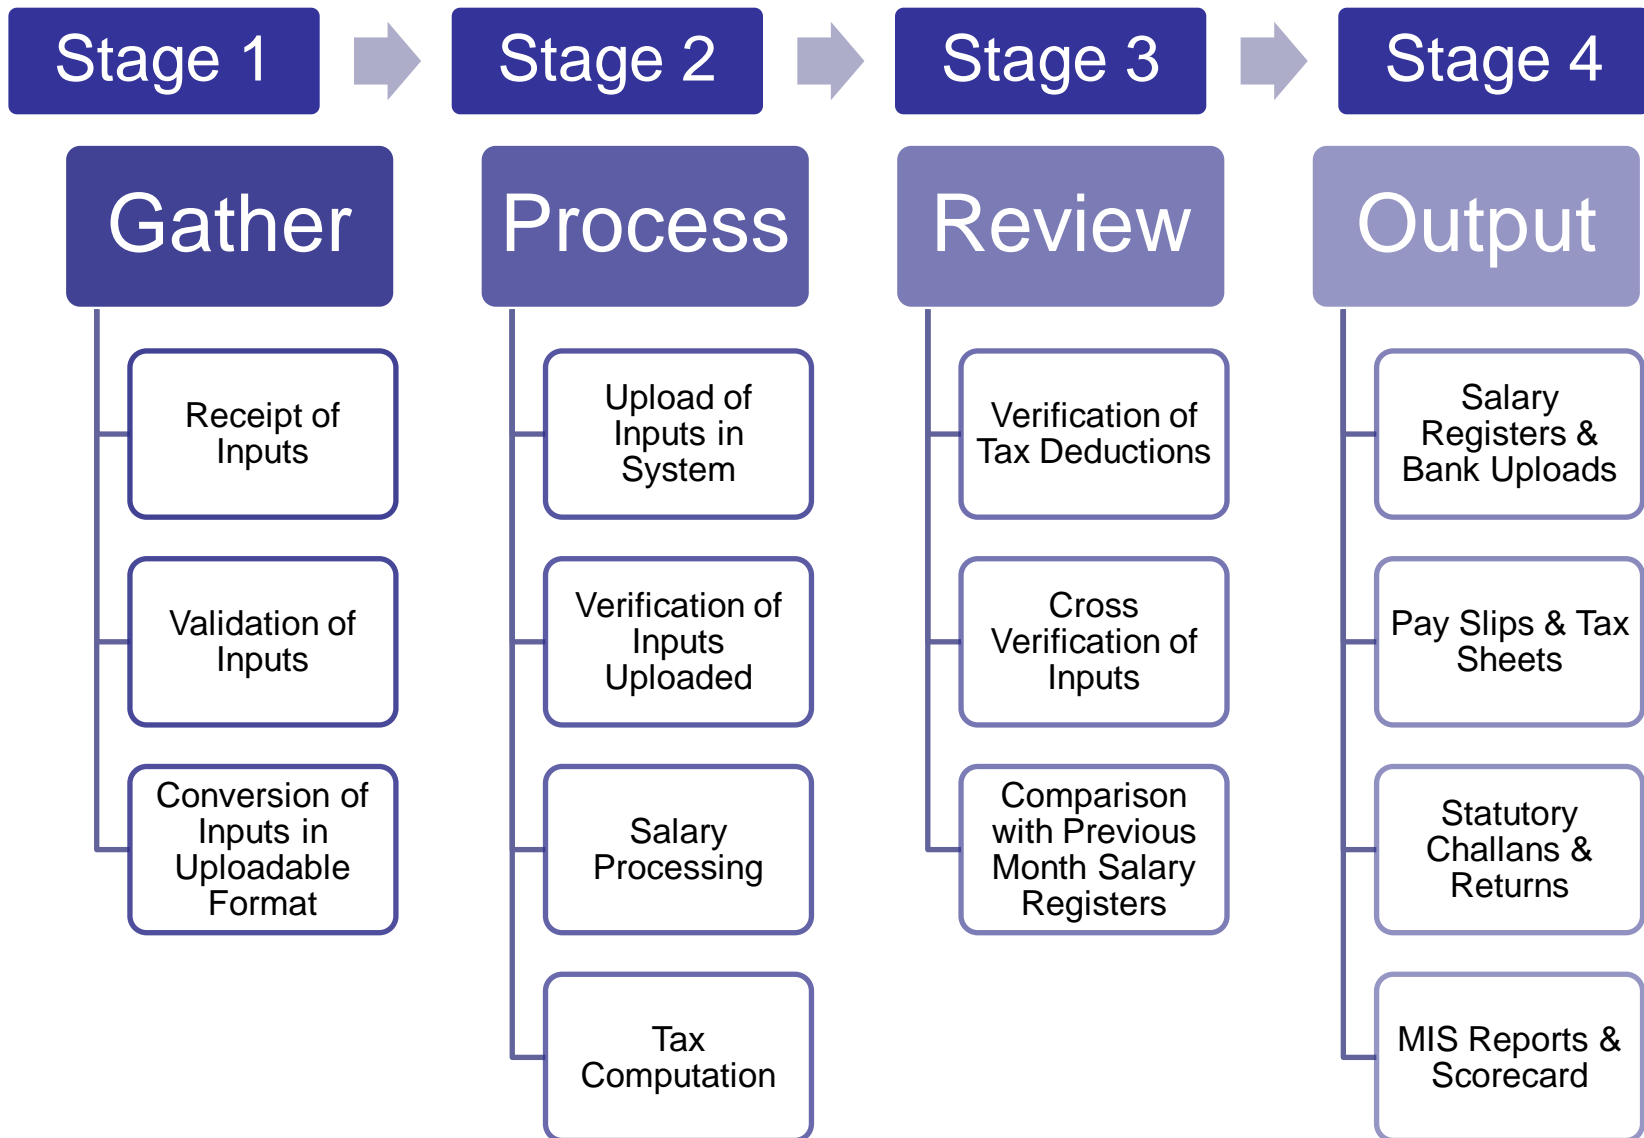 Stage 1
Stage 2
Stage 3
Stage 4
Gather
Receipt of
Inputs
Validation of
Inputs
Conversion of
Inputs in
Uploadable
Format
Process
Upload of
Inputs in
System
Verification of
Inputs
Uploaded
Salary
Processing
Tax
Computation
Review
Verification of
Tax Deductions
Cross
Verification of
Inputs
Comparison
with Previous
Month Salary
Registers
Output
Salary
Registers &
Bank Uploads
Pay Slips & Tax
Sheets
Statutory
Challans &
Returns
MIS Reports &
Scorecard